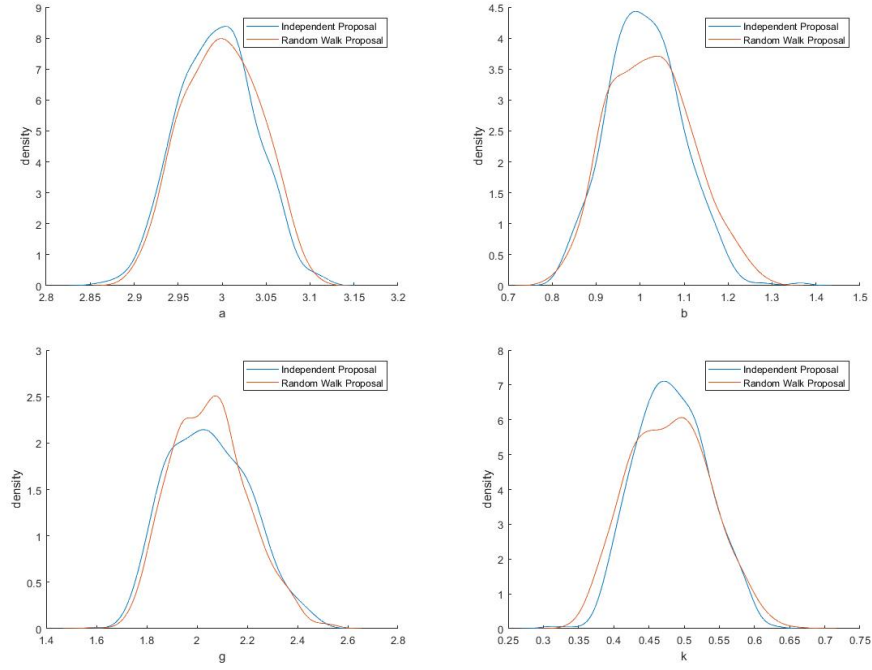 9
8
7
6
5
4
3
2
1
0
density
2.8 2.85 2.9 2.95 3 3.05 3.1 3.15 3.2
a
Independent Proposal
Random Walk Proposal
4.5
4
3.5
3
2.5
2
1.5
1
0.5
0
density
0.7 0.8 0.9 1 1.1 1.2 1.3 1.4 1.5
b
Independent Proposal
Random Walk Proposal
3
2.5
2
1.5
1
0.5
0
density
1.4 1.6 1.8 2 2.2 2.4 2.6 2.8
g
Independent Proposal
Random Walk Proposal
8
7
6
5
4
3
2
1
0
density
0.25 0.3 0.35 0.4 0.45 0.5 0.55 0.6 0.65 0.7 0.75
k
Independent Proposal
Random Walk Proposal